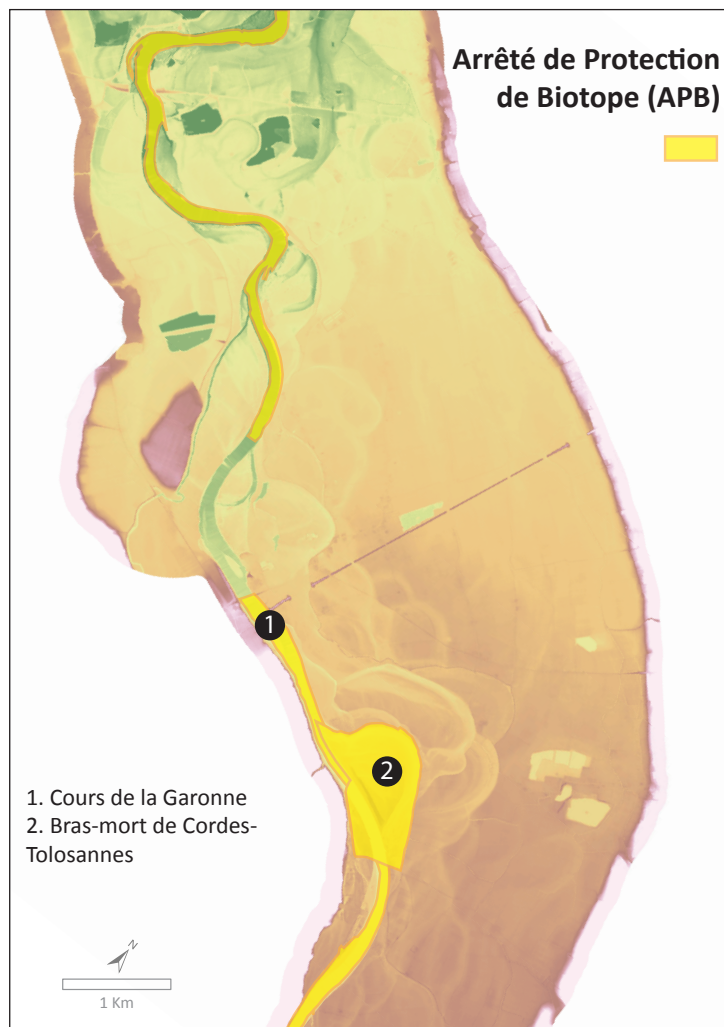 Arrêté de Protection
de Biotope (APB)
1
2
1. Cours de la Garonne
2. Bras-mort de Cordes-
Tolosannes
N
1 Km